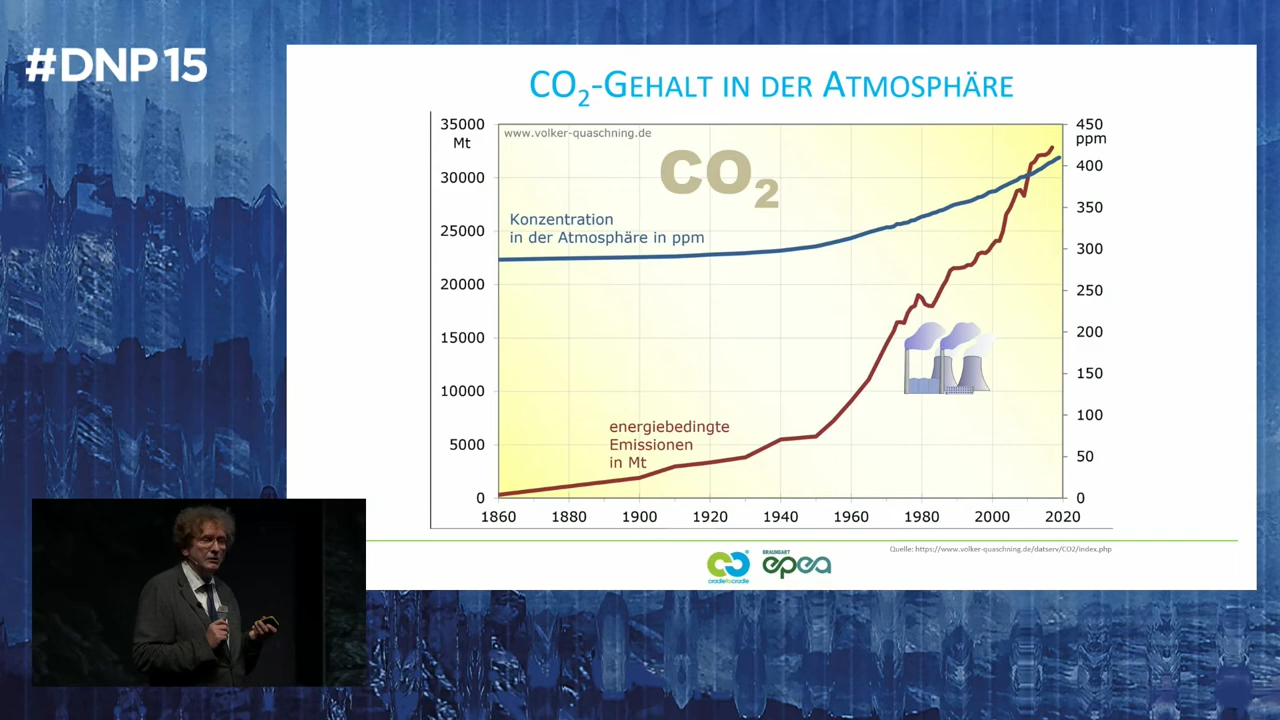 #DNP15
CO2-GEHALT IN DER ATMOSPHÄRE
35000
Mt
30000
25000
20000
15000
10000
5000
0
www.volker-quaschning.de
CO2
Konzentration
in der Atmosphäre in ppm
energiebedingte
Emissionen
in Mt
450
ppm
400
350
300
250
200
150
100
50
0
1860 1880 1900 1920 1940 1960 1980 2000 2020
Quelle: https://www.volker-quaschning.de/datserv/CO2/index.php
cradletocradle
BRAUNGART
epea